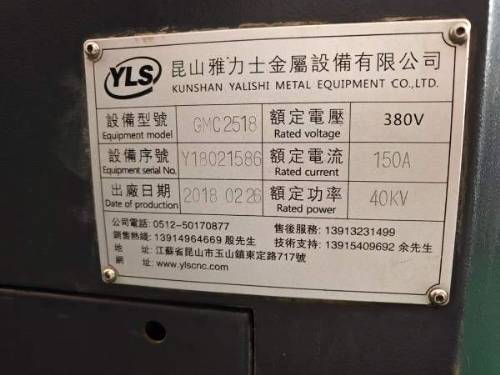 YLS 昆山雅力士金屬設備有限公司
KUNSHAN YALISHI METAL EQUIPMENT CO.,LTD.
設備型號 GMC2518 額定電壓 380V
Equipment model Rated voltage
設備序號 Y18021586 額定電流 150A
Equipment serial No. Rated current
出廠日期 2018 02 26 額定功率 40KV
Date of production Rated power
公司電話: 0512-50170877 售後服務: 13913231499
銷售熱綫: 13914964669 殷先生 技術支持: 13915409692 余先生
地 址: 江蘇省昆山市玉山鎮東定路717號
網 址: www.ylscnc.com